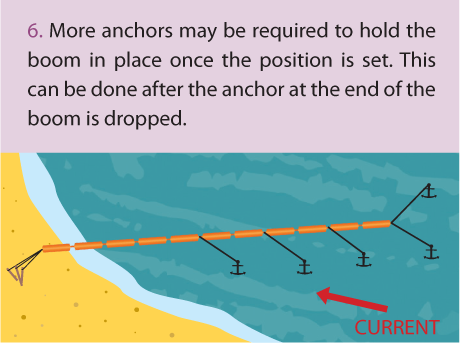 6. More anchors may be required to hold the
boom in place once the position is set. This
can be done after the anchor at the end of the
boom is dropped.
CURRENT